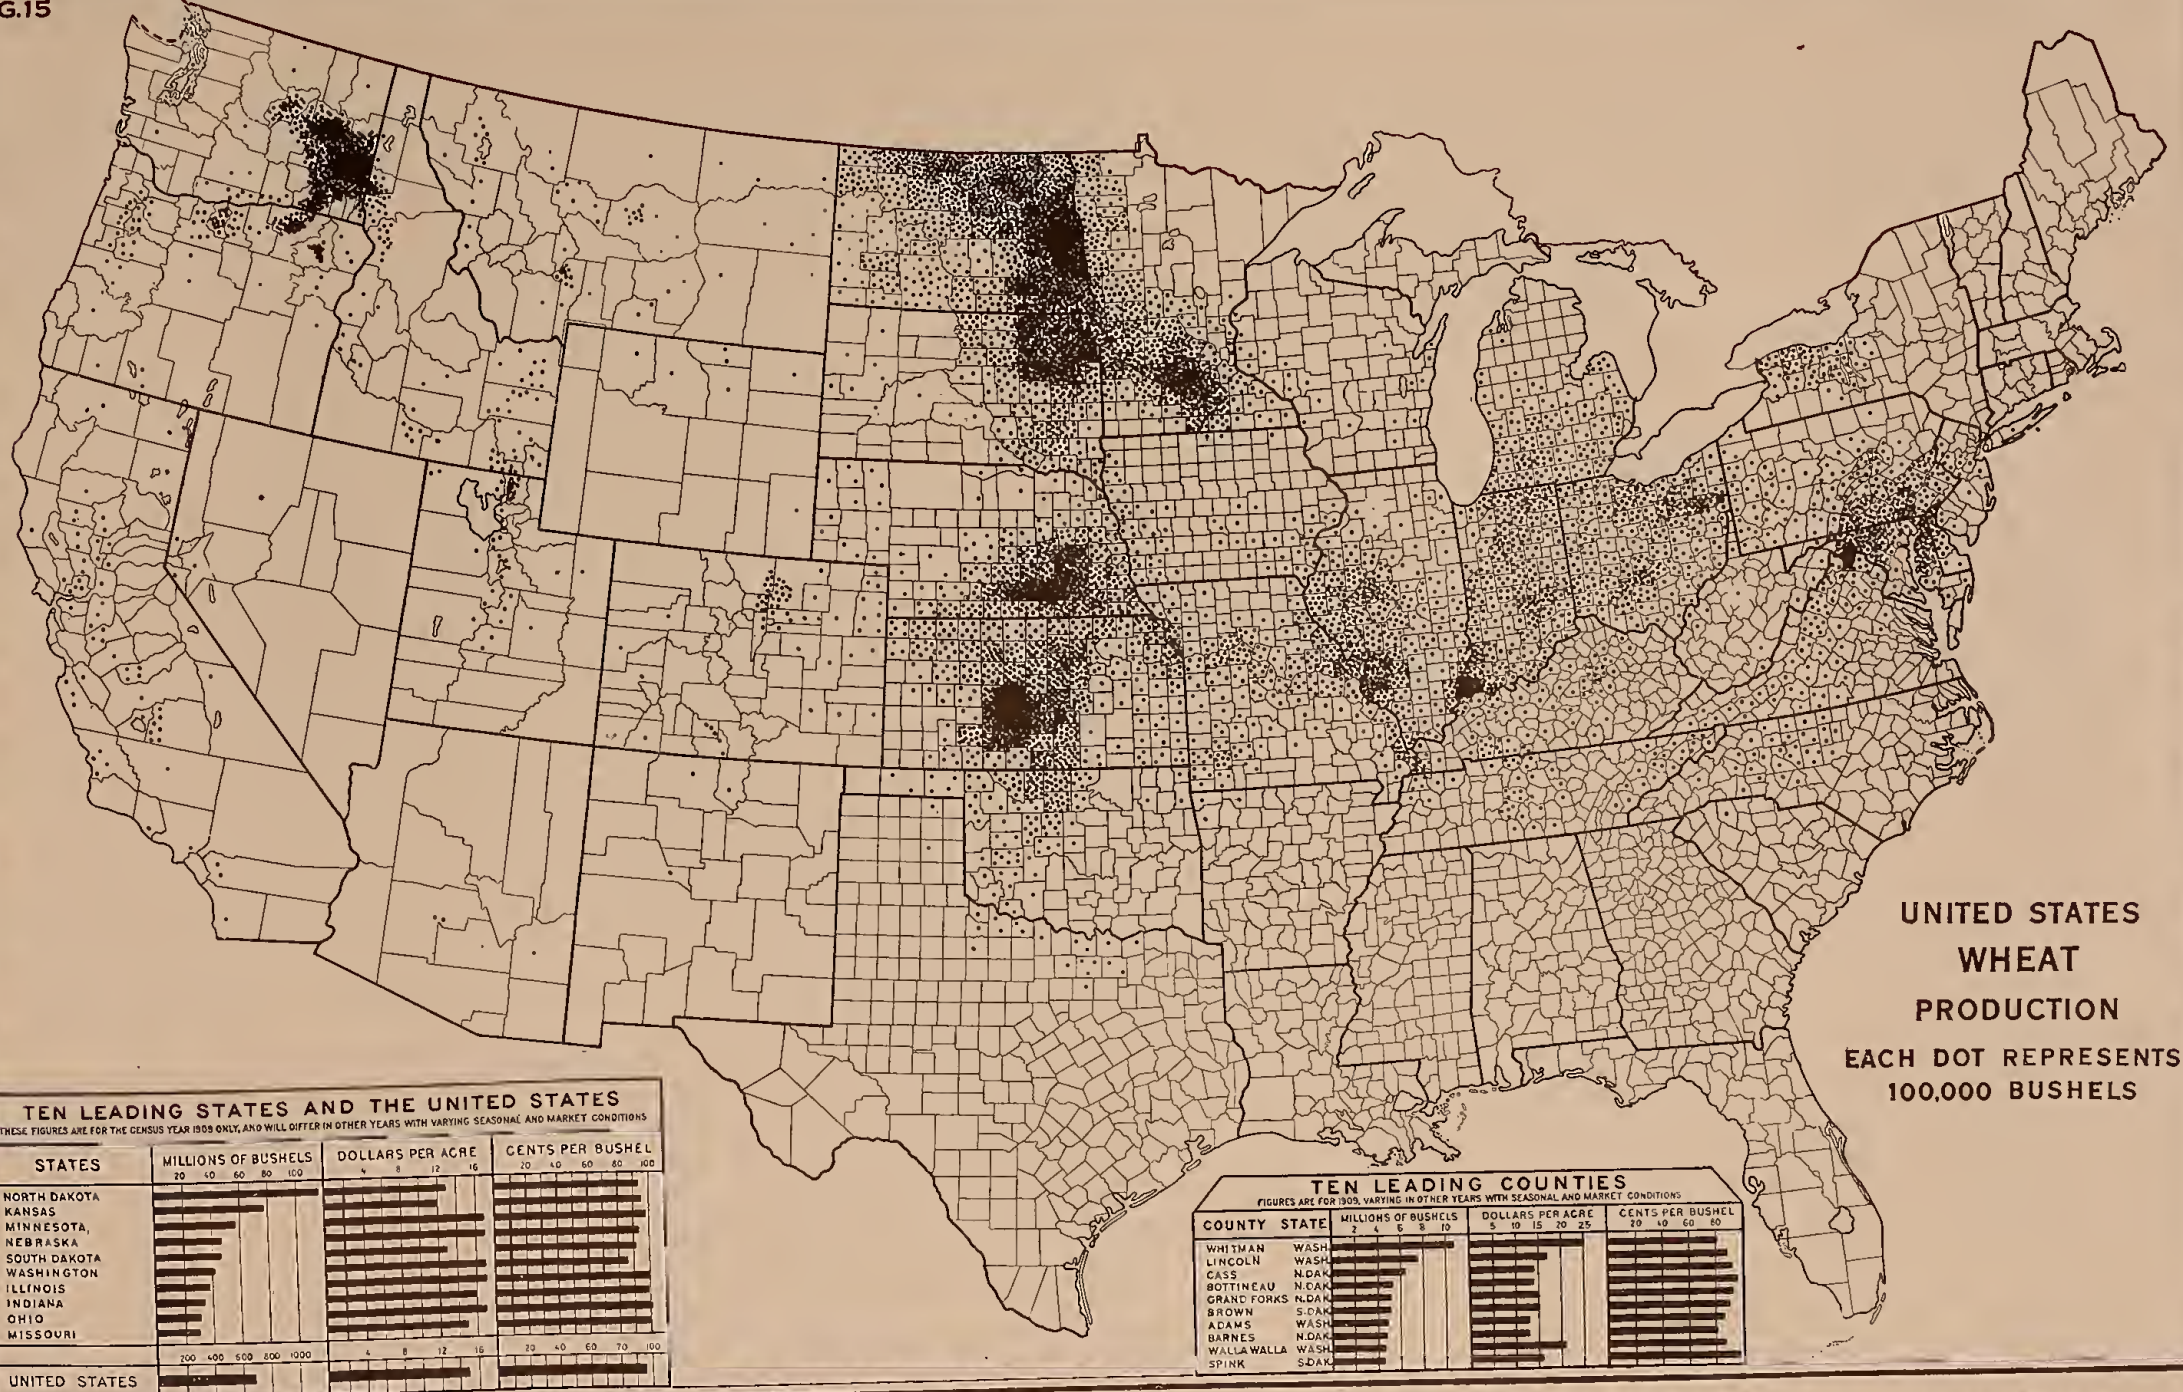 G.15
UNITED STATES
WHEAT
PRODUCTION
EACH DOT REPRESENTS
100,000 BUSHELS
TEN LEADING STATES AND THE UNITED STATES
THESE FIGURES ARE FOR THE CENSUS YEAR 1909 ONLY, AND WILL DIFFER IN OTHER YEARS WITH VARYING SEASONAL AND MARKET CONDITIONS
STATES MILLIONS OF BUSHELS DOLLARS PER ACRE CENTS PER BUSHEL
20 40 60 80 100 4 8 12 16 20 40 60 80 100
NORTH DAKOTA
KANSAS
MINNESOTA,
NEBRASKA
SOUTH DAKOTA
WASHINGTON
ILLINOIS
INDIANA
OHIO
MISSOURI
200 400 600 800 1000 4 8 12 16 20 40 60 70 100
UNITED STATES
TEN LEADING COUNTIES
FIGURES ARE FOR 1909, VARYING IN OTHER YEARS WITH SEASONAL AND MARKET CONDITIONS
COUNTY STATE MILLIONS OF BUSHELS DOLLARS PER ACRE CENTS PER BUSHEL
2 4 6 8 10 5 10 15 20 25 20 40 60 80
WHITMAN WASH.
LINCOLN WASH.
CASS N.DAK.
BOTTINEAU N.DAK.
GRAND FORKS N.DAK.
BROWN S.DAK.
ADAMS WASH.
BARNES N.DAK.
WALLA WALLA WASH.
SPINK S.DAK.